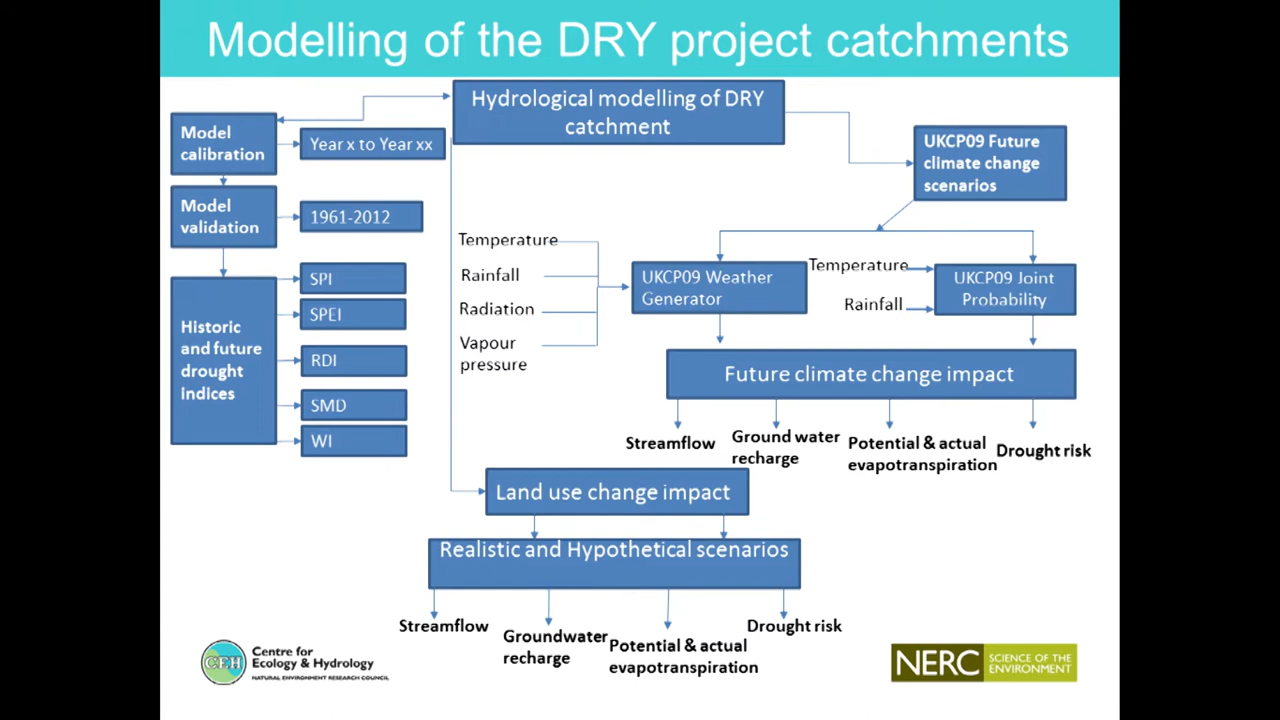 Modelling of the DRY project catchments
Hydrological modelling of DRY
catchment
Model
calibration
Year x to Year xx
UKCP09 Future
climate change
scenarios
Model
validation
1961-2012
Temperature
Rainfall
Radiation
Vapour
pressure
UKCP09 Weather
Generator
Temperature
Rainfall
UKCP09 Joint
Probability
Historic
and future
drought
indices
SPI
SPEI
RDI
SMD
WI
Future climate change impact
Streamflow
Ground water
recharge
Potential & actual
evapotranspiration
Drought risk
Land use change impact
Realistic and Hypothetical scenarios
Streamflow
Groundwater
recharge
Potential & actual
evapotranspiration
Drought risk
CEH
Centre for
Ecology & Hydrology
NATURAL ENVIRONMENT RESEARCH COUNCIL
NERC
SCIENCE OF THE
ENVIRONMENT